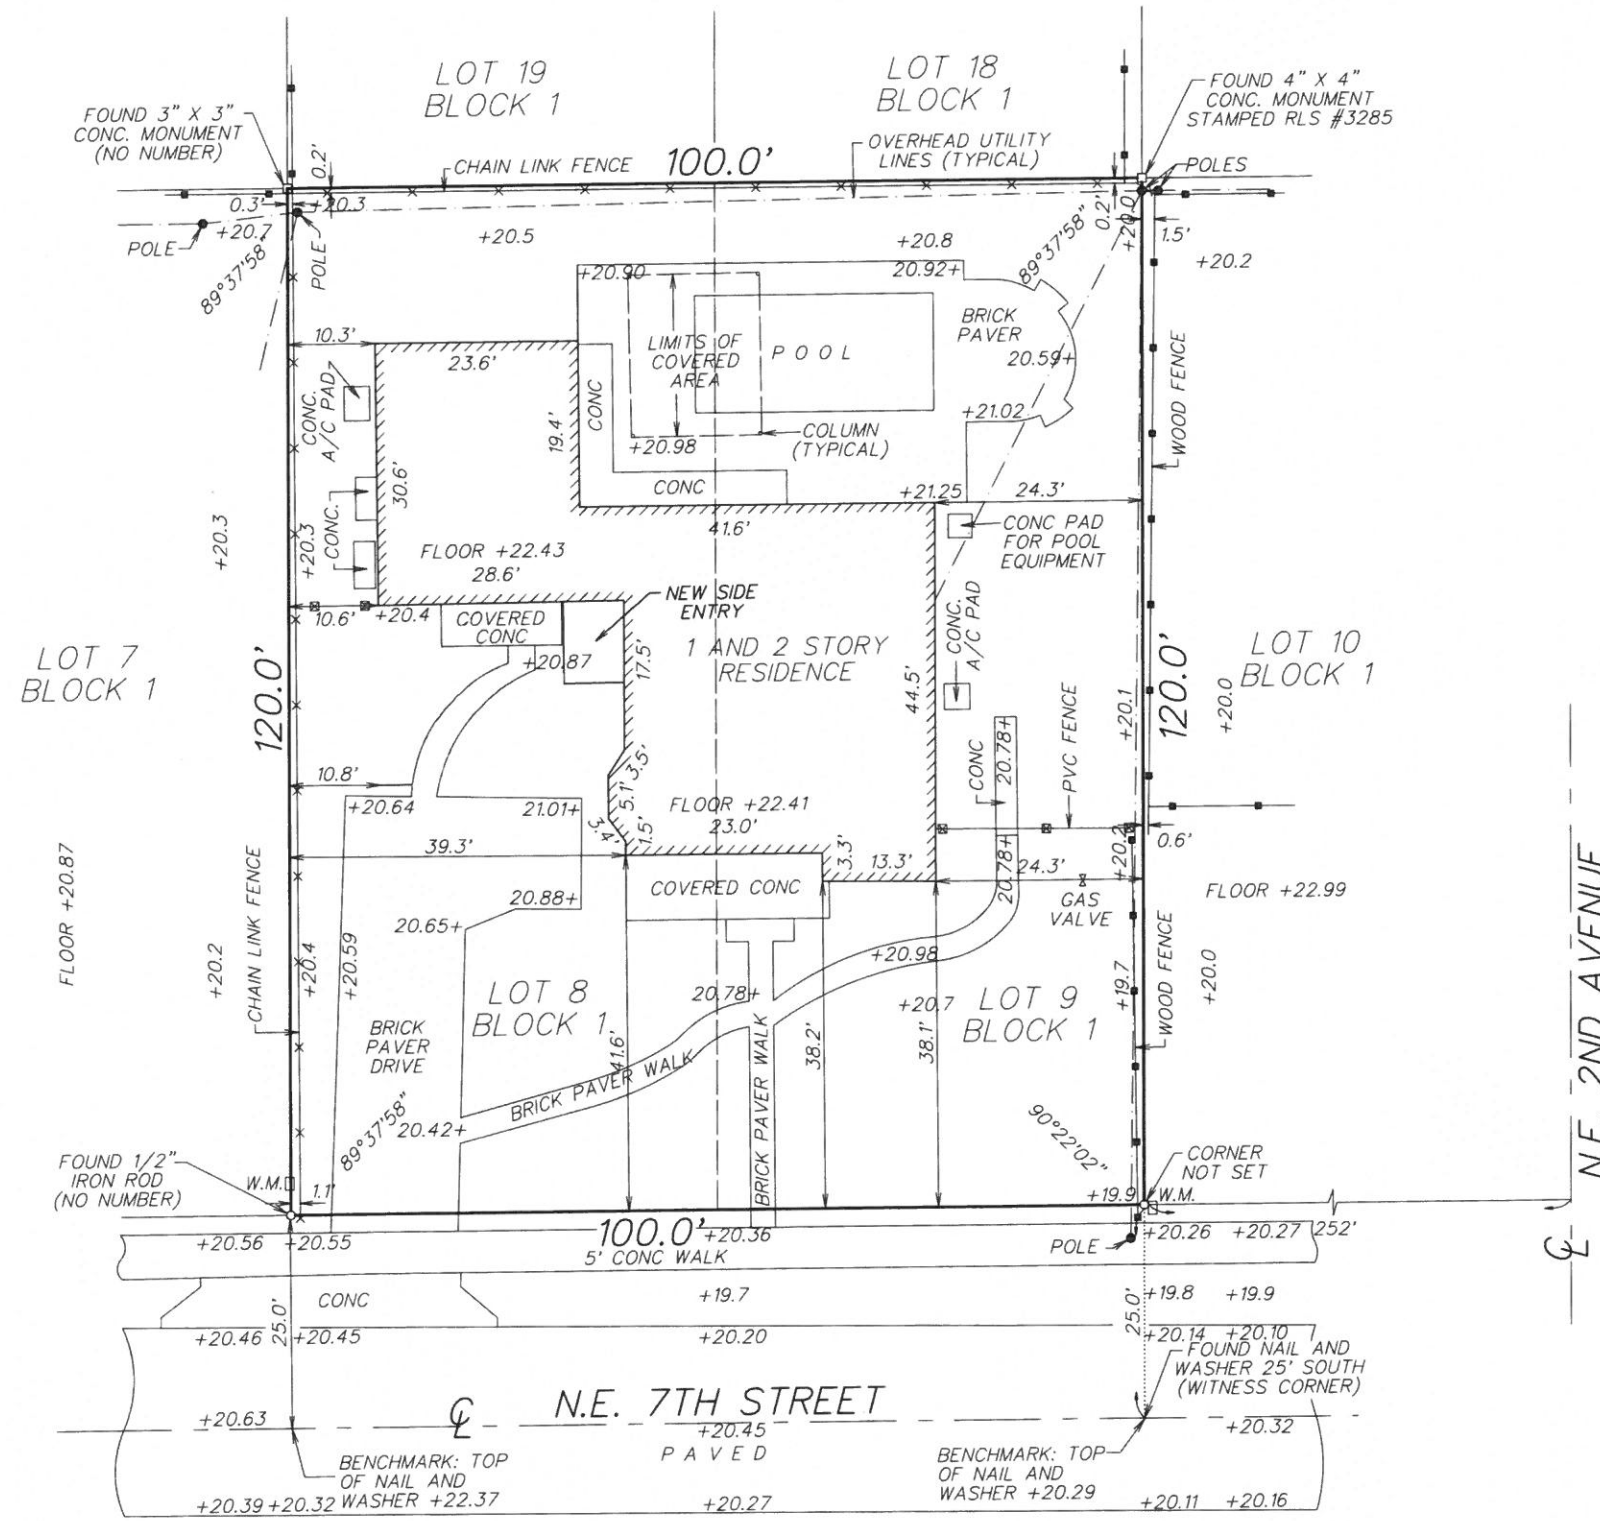 LOT 19
BLOCK 1
LOT 18
BLOCK 1
FOUND 3" X 3"
CONC. MONUMENT
(NO NUMBER)
FOUND 4" X 4"
CONC. MONUMENT
STAMPED RLS #3285
0.2'
CHAIN LINK FENCE
100.0'
OVERHEAD UTILITY
LINES (TYPICAL)
POLES
0.3'
+20.3
+20.7
POLE
POLE
89°37'58"
+20.5
+20.8
89°37'58"
0.2'
+20.0
1.5'
+20.2
+20.90
20.92+
10.3'
23.6'
LIMITS OF
COVERED
AREA
POOL
BRICK
PAVER
20.59+
WOOD FENCE
CONC.
A/C PAD
CONC
19.4'
+21.02
COLUMN
(TYPICAL)
+20.98
30.6'
CONC
+21.25
24.3'
41.6'
+20.3
+20.3
CONC.
FLOOR +22.43
28.6'
CONC PAD
FOR POOL
EQUIPMENT
10.6'
+20.4
COVERED
CONC
NEW SIDE
ENTRY
+20.87
17.5'
1 AND 2 STORY
RESIDENCE
CONC.
A/C PAD
44.5'
LOT 7
BLOCK 1
120.0'
LOT 10
BLOCK 1
120.0'
+20.1
+20.0
10.8'
+20.64
21.01+
3.5'
5.1'
3.4'
1.5'
FLOOR +22.41
23.0'
CONC
20.78+
PVC FENCE
39.3'
3.3'
13.3'
20.78+
24.3'
+20.2
0.6'
GAS
VALVE
FLOOR +22.99
FLOOR +20.87
CHAIN LINK FENCE
COVERED CONC
20.88+
20.65+
+20.2
+20.4
+20.59
+20.98
+20.7
20.78+
LOT 8
BLOCK 1
LOT 9
BLOCK 1
+19.7
WOOD FENCE
+20.0
N.E. 2ND AVENUE
BRICK
PAVER
DRIVE
41.6'
38.2'
38.1'
BRICK PAVER WALK
BRICK PAVER WALK
89°37'58"
20.42+
90°22'02"
FOUND 1/2"
IRON ROD
(NO NUMBER)
W.M.
1.1'
CORNER
NOT SET
+19.9
W.M.
100.0'
+20.36
5' CONC WALK
+20.56
+20.55
POLE
+20.26
+20.27
252'
CONC
25.0'
+19.7
25.0'
+19.8
+19.9
+20.46
+20.45
+20.20
+20.14
+20.10
FOUND NAIL AND
WASHER 25' SOUTH
(WITNESS CORNER)
N.E. 7TH STREET
+20.63
+20.45
+20.32
PAVED
BENCHMARK: TOP
OF NAIL AND
WASHER +22.37
BENCHMARK: TOP
OF NAIL AND
WASHER +20.29
+20.39
+20.32
+20.27
+20.11
+20.16